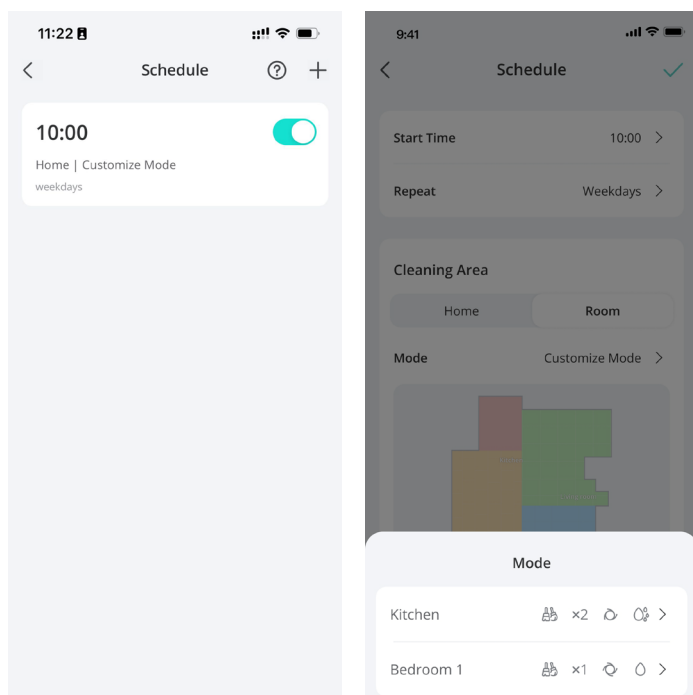 11:22
Schedule
10:00
Home | Customize Mode
weekdays
9:41
Schedule
Start Time 10:00
Repeat Weekdays
Cleaning Area
Home Room
Mode Customize Mode
Mode
Kitchen ×2
Bedroom 1 ×1